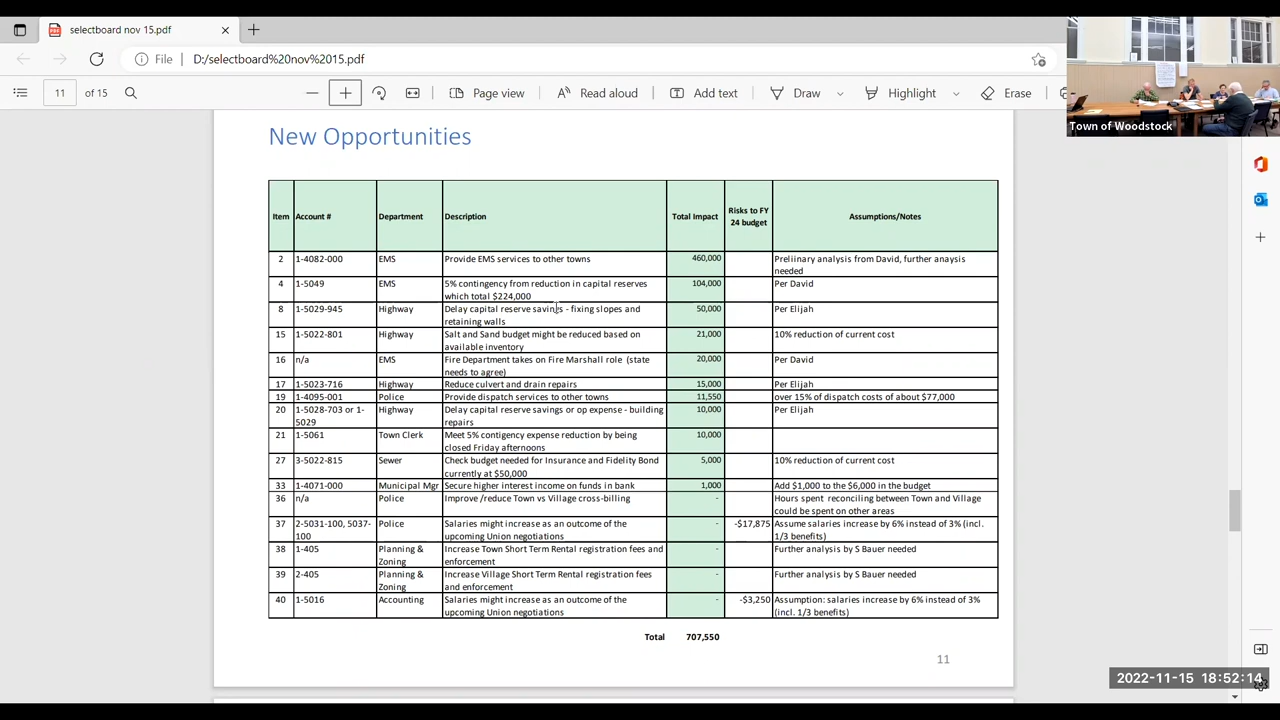 selectboard nov 15.pdf
File D:/selectboard%20nov%2015.pdf
11 of 15 Page view Read aloud Add text Draw Highlight Erase
Town of Woodstock
New Opportunities
Item Account # Department Description Total Impact Risks to FY 24 budget Assumptions/Notes
2 1-4082-000 EMS Provide EMS services to other towns 460,000 Preliinary analysis from David, further anaysis
needed
4 1-5049 EMS 5% contingency from reduction in capital reserves 104,000 Per David
which total $224,000
8 1-5029-945 Highway Delay capital reserve savings - fixing slopes and 50,000 Per Elijah
retaining walls
15 1-5022-801 Highway Salt and Sand budget might be reduced based on 21,000 10% reduction of current cost
available inventory
16 n/a EMS Fire Department takes on Fire Marshall role (state 20,000 Per David
needs to agree)
17 1-5023-716 Highway Reduce culvert and drain repairs 15,000 Per Elijah
19 1-4095-001 Police Provide dispatch services to other towns 11,550 over 15% of dispatch costs of about $77,000
20 1-5028-703 or 1- Highway Delay capital reserve savings or op expense - building 10,000 Per Elijah
5029 repairs
21 1-5061 Town Clerk Meet 5% contigency expense reduction by being 10,000
closed Friday afternoons
27 3-5022-815 Sewer Check budget needed for Insurance and Fidelity Bond 5,000 10% reduction of current cost
currently at $50,000
33 1-4071-000 Municipal Mgr Secure higher interest income on funds in bank 1,000 Add $1,000 to the $6,000 in the budget
36 n/a Police Improve /reduce Town vs Village cross-billing - Hours spent reconciling between Town and Village
could be spent on other areas
37 2-5031-100, 5037- Police Salaries might increase as an outcome of the - -$17,875 Assume salaries increase by 6% instead of 3% (incl.
100 upcoming Union negotiations 1/3 benefits)
38 1-405 Planning & Increase Town Short Term Rental registration fees and - Further analysis by S Bauer needed
Zoning enforcement
39 2-405 Planning & Increase Village Short Term Rental registration fees - Further analysis by S Bauer needed
Zoning and enforcement
40 1-5016 Accounting Salaries might increase as an outcome of the - -$3,250 Assumption: salaries increase by 6% instead of 3%
upcoming Union negotiations (incl. 1/3 benefits)
Total 707,550
11
2022-11-15 18:52:14